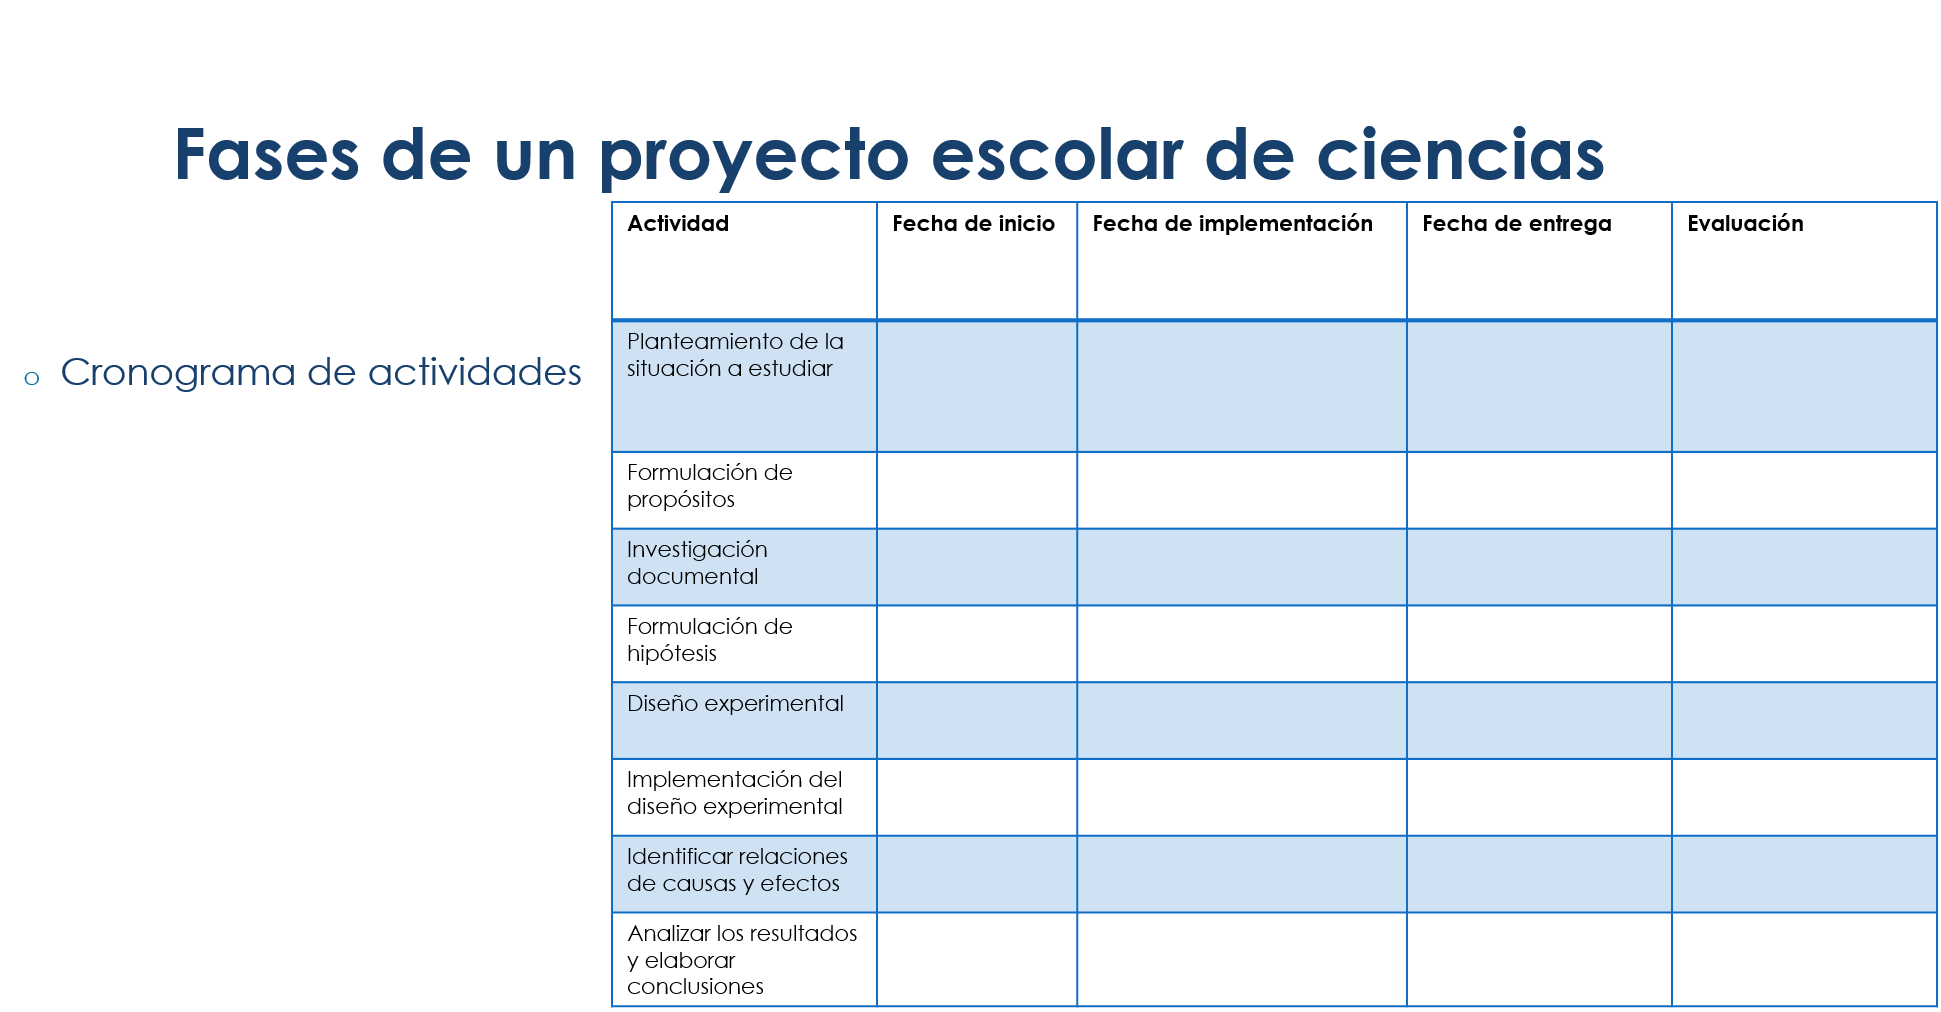 Fases de un proyecto escolar de ciencias
o Cronograma de actividades
Actividad
Fecha de inicio
Fecha de implementación
Fecha de entrega
Evaluación
Planteamiento de la
situación a estudiar
Formulación de
propósitos
Investigación
documental
Formulación de
hipótesis
Diseño experimental
Implementación del
diseño experimental
Identificar relaciones
de causas y efectos
Analizar los resultados
y elaborar
conclusiones